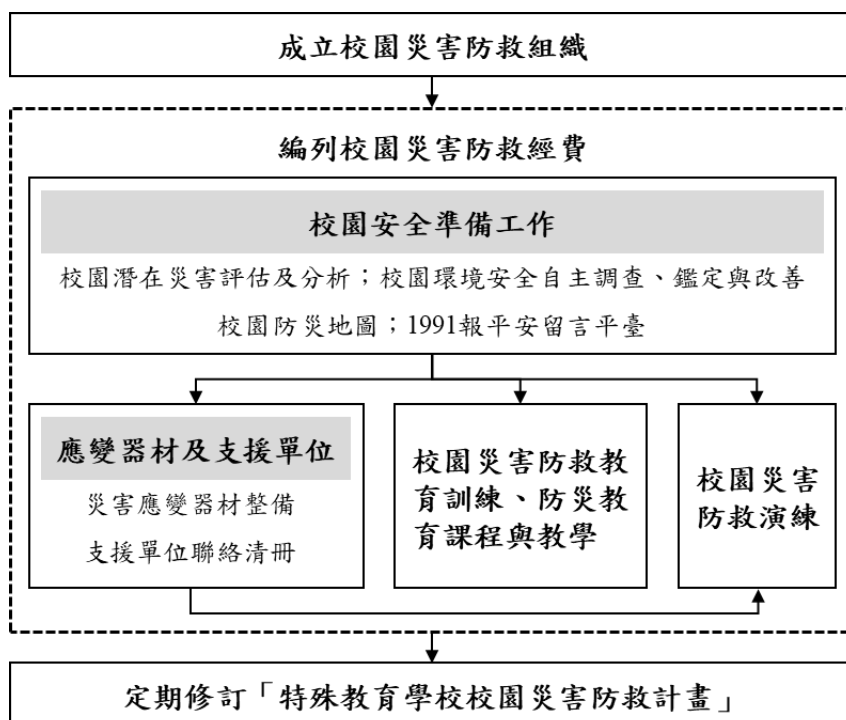 成立校園災害防救組織
編列校園災害防救經費
校園安全準備工作
校園潛在災害評估及分析；校園環境安全自主調查、鑑定與改善
校園防災地圖；1991報平安留言平臺
應變器材及支援單位
災害應變器材整備
支援單位聯絡清冊
校園災害防救教
育訓練、防災教
育課程與教學
校園災害
防救演練
定期修訂「特殊教育學校校園災害防救計畫」